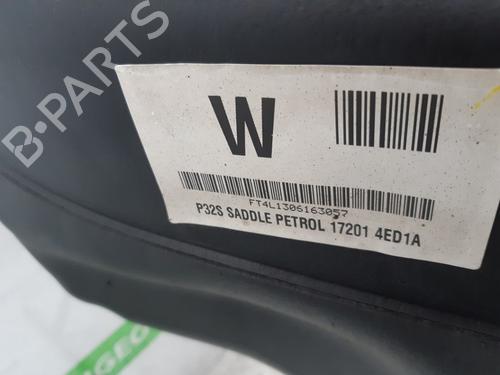 B-PARTS
W
FT4L1306163057
P32S SADDLE PETROL 17201 4ED1A